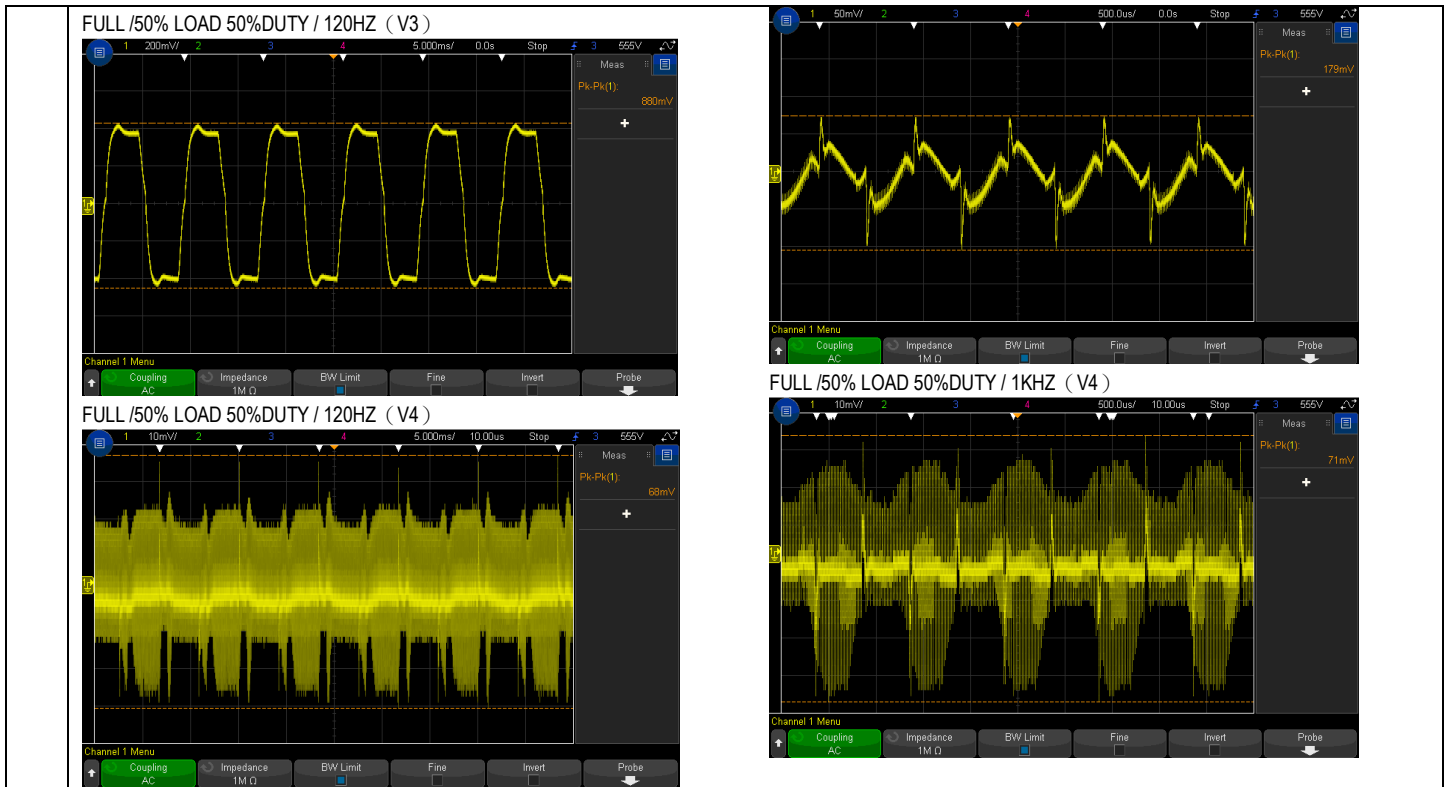 FULL /50% LOAD 50%DUTY / 120HZ（V3）
1 200mV/ 2 3 4 5.000ms/ 0.0s Stop 3 555V
Meas
Pk-Pk(1):
880mV
+
Channel 1 Menu
Coupling Impedance BW Limit Fine Invert Probe
AC 1M Ω
FULL /50% LOAD 50%DUTY / 120HZ（V4）
1 10mV/ 2 3 4 5.000ms/ 10.00us Stop 3 555V
Meas
Pk-Pk(1):
68mV
+
Channel 1 Menu
Coupling Impedance BW Limit Fine Invert Probe
AC 1M Ω
1 50mV/ 2 3 4 500.0us/ 0.0s Stop 3 555V
Meas
Pk-Pk(1):
179mV
+
Channel 1 Menu
Coupling Impedance BW Limit Fine Invert Probe
AC 1M Ω
FULL /50% LOAD 50%DUTY / 1KHZ（V4）
1 10mV/ 2 3 4 500.0us/ 10.00us Stop 3 555V
Meas
Pk-Pk(1):
71mV
+
Channel 1 Menu
Coupling Impedance BW Limit Fine Invert Probe
AC 1M Ω